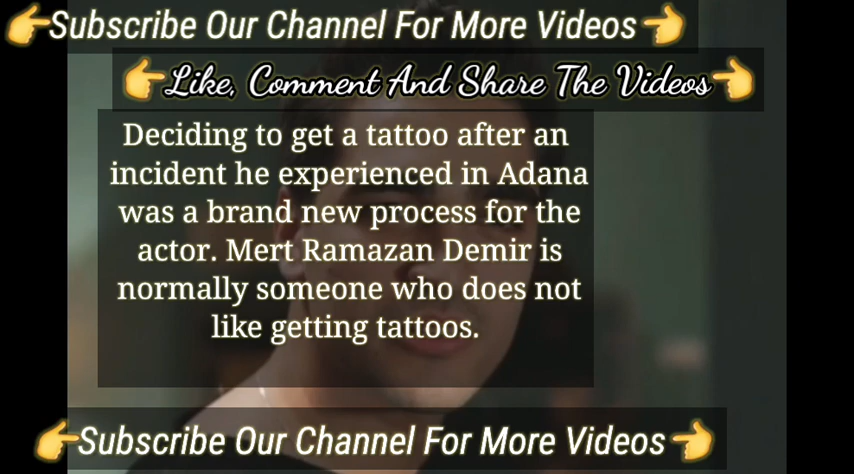 👉Subscribe Our Channel For More Videos👈
👉Like, Comment And Share The Videos👈
Deciding to get a tattoo after an
incident he experienced in Adana
was a brand new process for the
actor. Mert Ramazan Demir is
normally someone who does not
like getting tattoos.
👉Subscribe Our Channel For More Videos👈